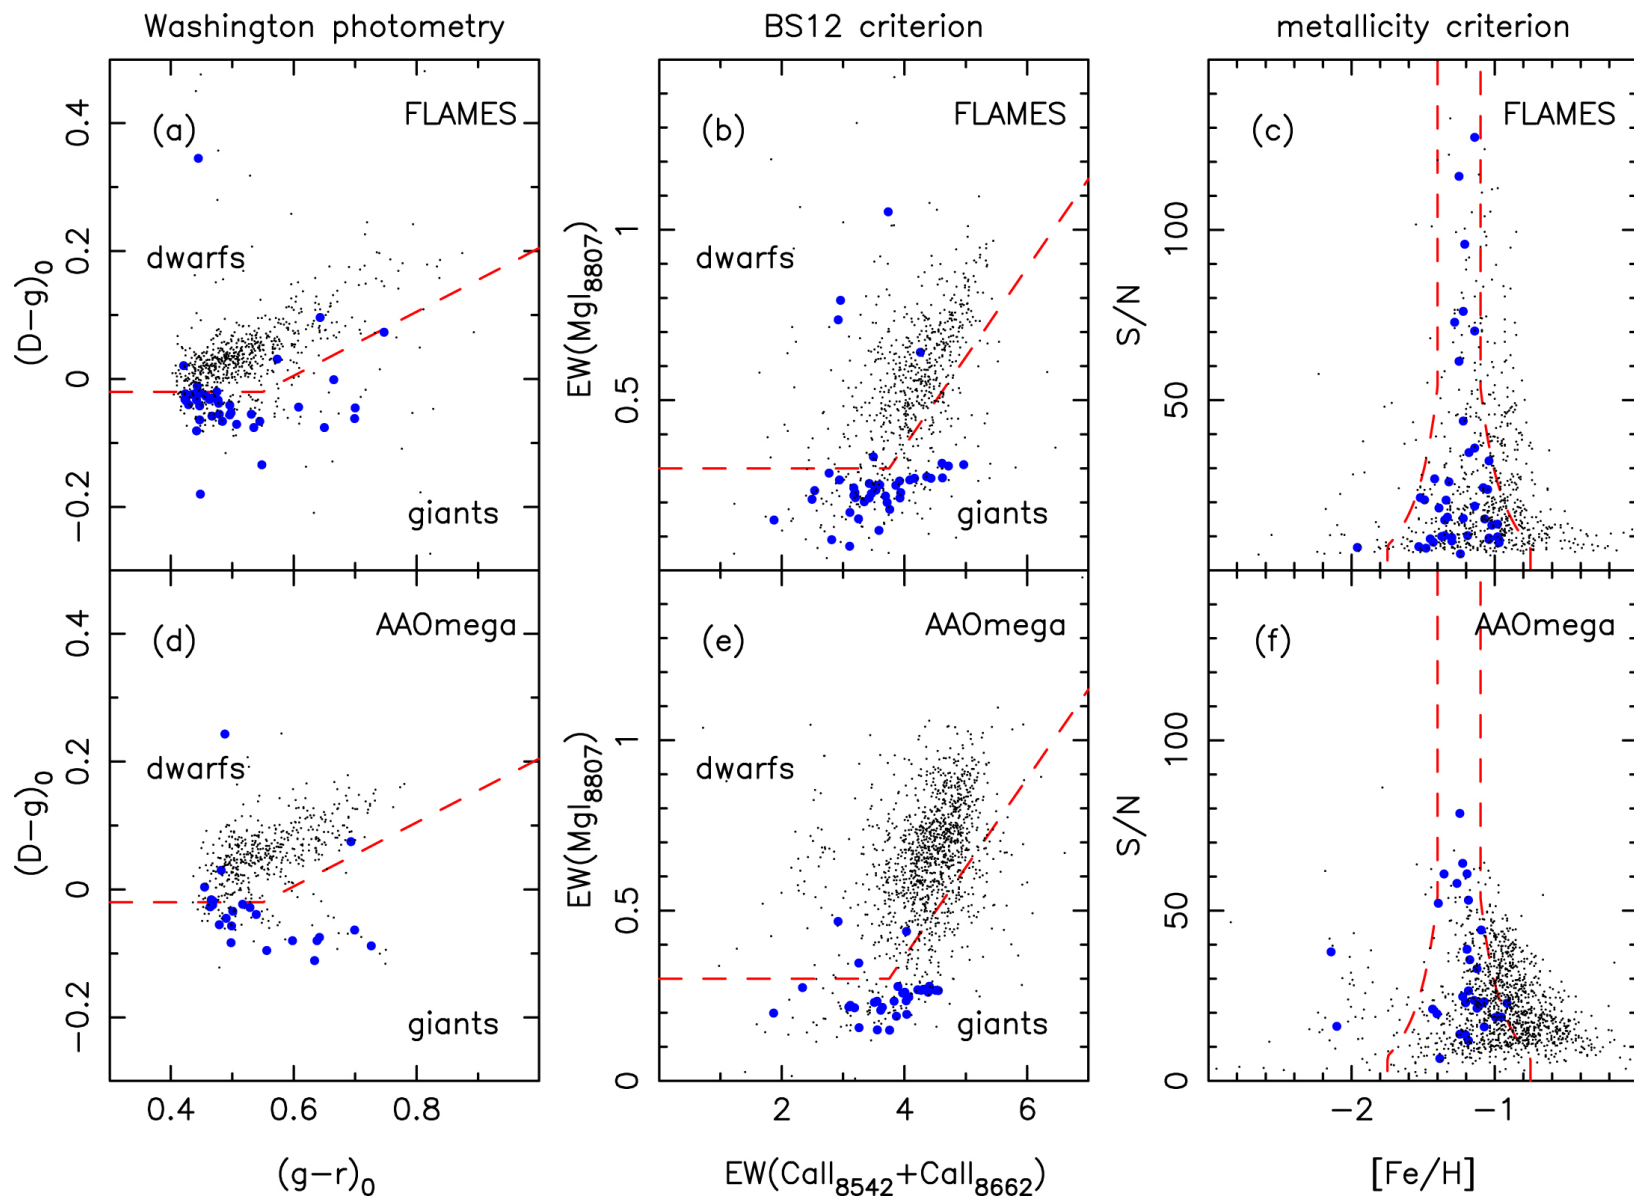 Washington photometry
BS12 criterion
metallicity criterion
(a)
FLAMES
dwarfs
giants
0.4
0.2
0
−0.2
(D−g)0
(b)
FLAMES
dwarfs
giants
1
0.5
EW(MgI8807)
(c)
FLAMES
100
50
S/N
(d)
AAOmega
dwarfs
giants
0.4
0.2
0
−0.2
(D−g)0
0.4
0.6
0.8
(g−r)0
(e)
AAOmega
dwarfs
giants
1
0.5
0
EW(MgI8807)
2
4
6
EW(CaII8542+CaII8662)
(f)
AAOmega
100
50
0
S/N
−2
−1
[Fe/H]